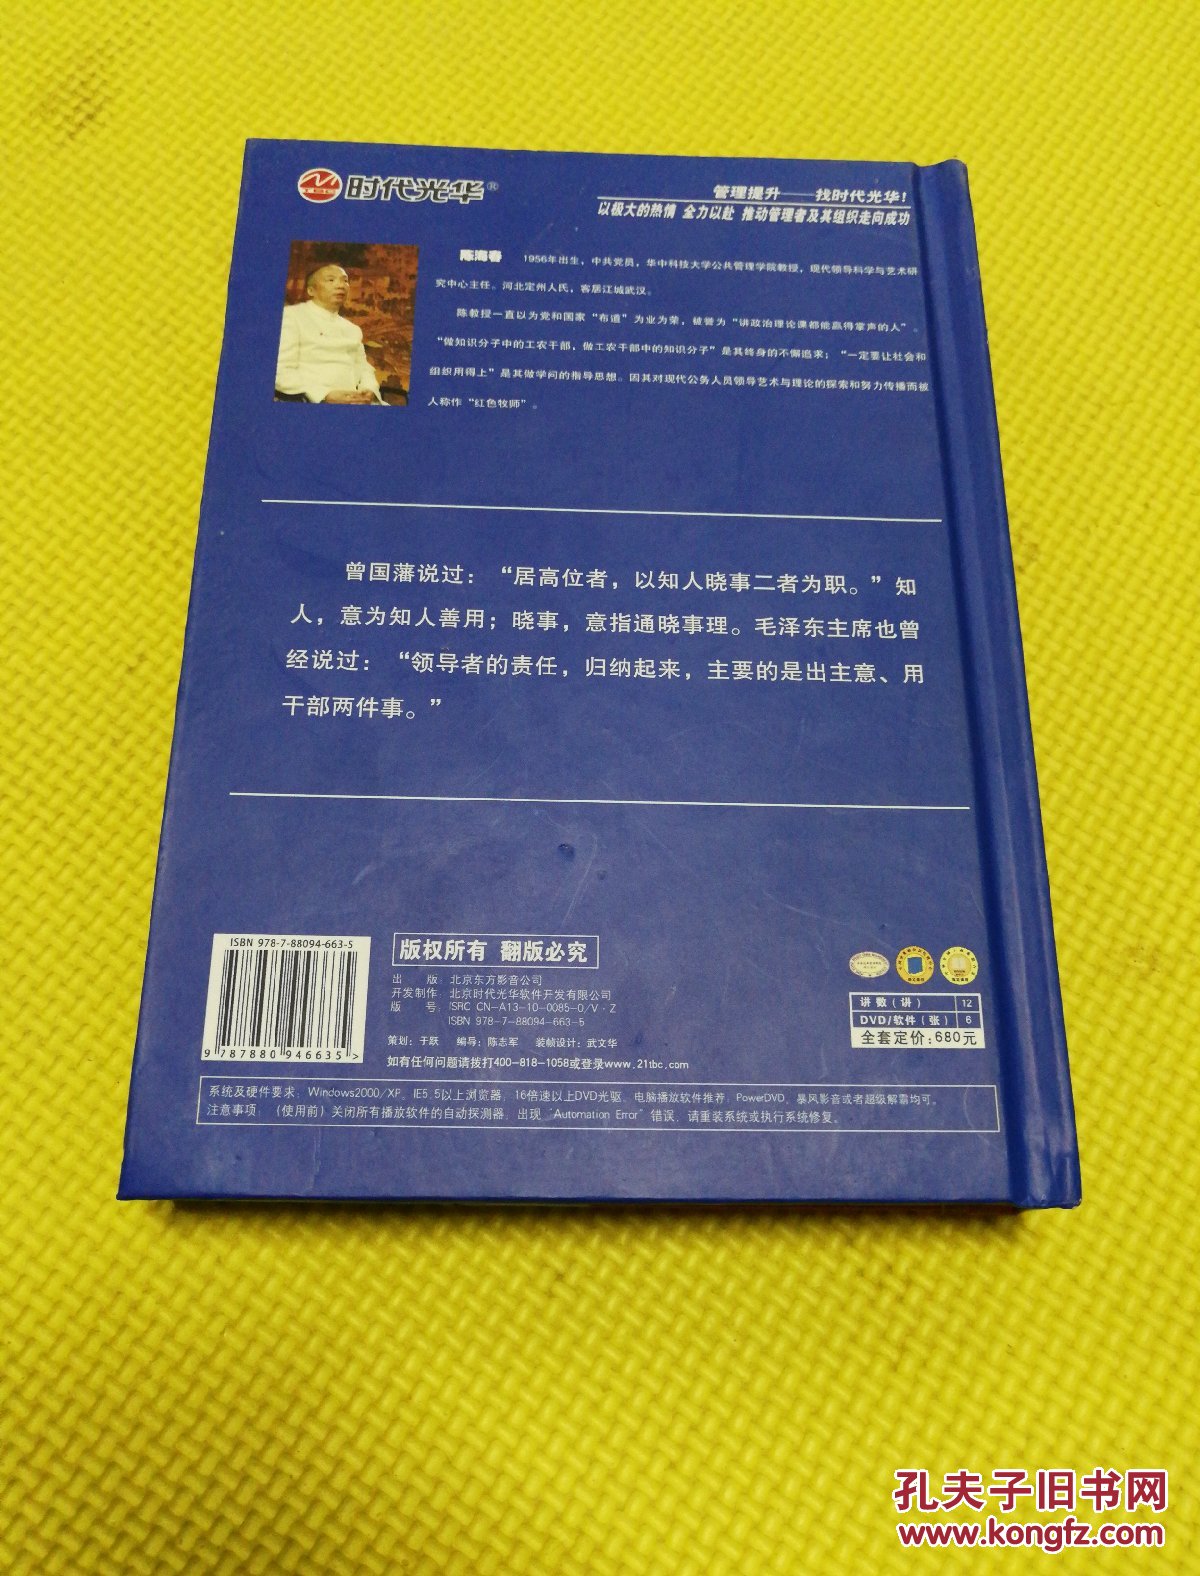 时代光华®
管理提升——找时代光华!
以极大的热情 全力以赴 推动管理者及其组织走向成功
陈海春 1956年出生,中共党员,华中科技大学公共管理学院教授,现代领导科学与艺术研
究中心主任。河北定州人氏,客居江城武汉。
陈教授一直以为党和国家“布道”为业为荣,被誉为“讲政治理论课都能赢得掌声的人”。
“做知识分子中的工农干部,做工农干部中的知识分子”是其终身的不懈追求;“一定要让社会和
组织用得上”是其做学问的指导思想。因其对现代公务人员领导艺术与理论的探索和努力传播而被
人称作“红色牧师”。
曾国藩说过:“居高位者,以知人晓事二者为职。”知
人,意为知人善用;晓事,意指通晓事理。毛泽东主席也曾
经说过:“领导者的责任,归纳起来,主要的是出主意、用
干部两件事。”
ISBN 978-7-88094-663-5
9 787880 946635 >
版权所有 翻版必究
出 版:北京东方影音公司
开发制作:北京时代光华软件开发有限公司
版 号:ISRC CN-A13-10-0085-0/V·Z
ISBN 978-7-88094-663-5
策划:于跃 编导:陈志军 装帧设计:武文华
如有任何问题请拨打400-818-1058或登录www.21tbc.com
讲数(讲) 12
DVD/软件(张) 6
全套定价:680元
系统及硬件要求:Windows2000/XP、IE5.5以上浏览器,16倍速以上DVD光驱。电脑播放软件推荐:PowerDVD、暴风影音或者超级解霸均可。
注意事项:(使用前)关闭所有播放软件的自动探测器,出现“Automation Error”错误,请重装系统或执行系统修复。
孔夫子旧书网
www.kongfz.com